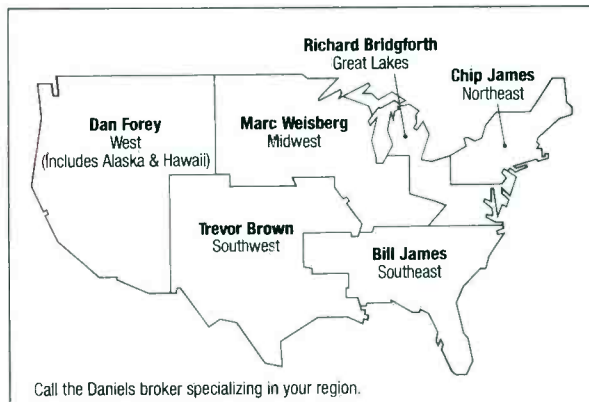 Richard Bridgforth
Great Lakes
Chip James
Northeast
Dan Forey
West
(Includes Alaska & Hawaii)
Marc Weisberg
Midwest
Trevor Brown
Southwest
Bill James
Southeast
Call the Daniels broker specializing in your region.